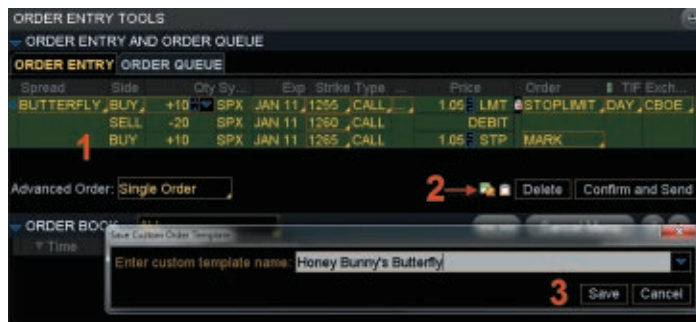 ORDER ENTRY TOOLS
ORDER ENTRY AND ORDER QUEUE
ORDER ENTRY ORDER QUEUE
Spread Side Qty Sy... Exp Strike Type ... Price Order TIF Exch...
BUTTERFLY BUY +10 SPX JAN 11 1255 CALL 1.05 LMT STOPLIMIT DAY CBOE
SELL -20 SPX JAN 11 1260 CALL DEBIT
1 BUY +10 SPX JAN 11 1265 CALL 1.05 STP MARK
Advanced Order: Single Order 2 Delete Confirm and Send
ORDER BOOK
Save Custom Order Template
Time
Enter custom template name: Honey Bunny's Butterfly
3 Save Cancel